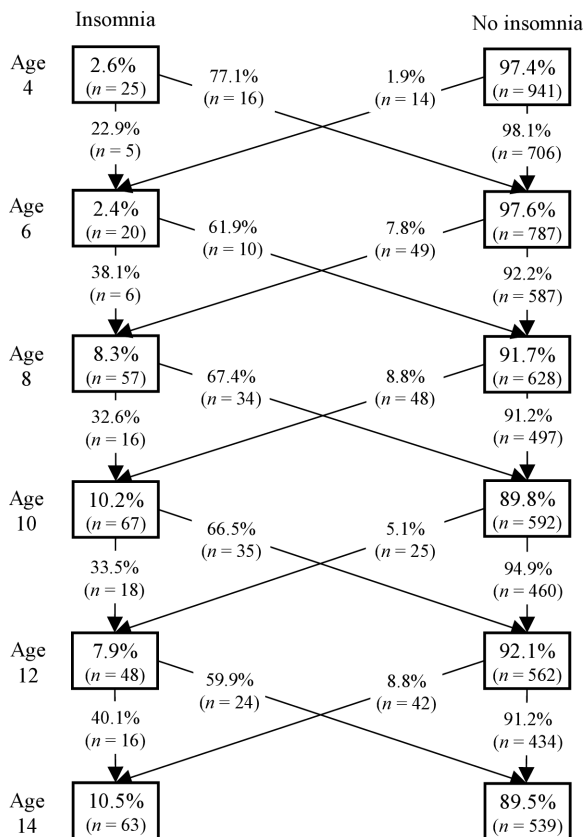 Insomnia
No insomnia
Age
4
2.6%
(n = 25)
77.1%
(n = 16)
1.9%
(n = 14)
97.4%
(n = 941)
22.9%
(n = 5)
98.1%
(n = 706)
Age
6
2.4%
(n = 20)
61.9%
(n = 10)
7.8%
(n = 49)
97.6%
(n = 787)
38.1%
(n = 6)
92.2%
(n = 587)
Age
8
8.3%
(n = 57)
67.4%
(n = 34)
8.8%
(n = 48)
91.7%
(n = 628)
32.6%
(n = 16)
91.2%
(n = 497)
Age
10
10.2%
(n = 67)
66.5%
(n = 35)
5.1%
(n = 25)
89.8%
(n = 592)
33.5%
(n = 18)
94.9%
(n = 460)
Age
12
7.9%
(n = 48)
59.9%
(n = 24)
8.8%
(n = 42)
92.1%
(n = 562)
40.1%
(n = 16)
91.2%
(n = 434)
Age
14
10.5%
(n = 63)
89.5%
(n = 539)